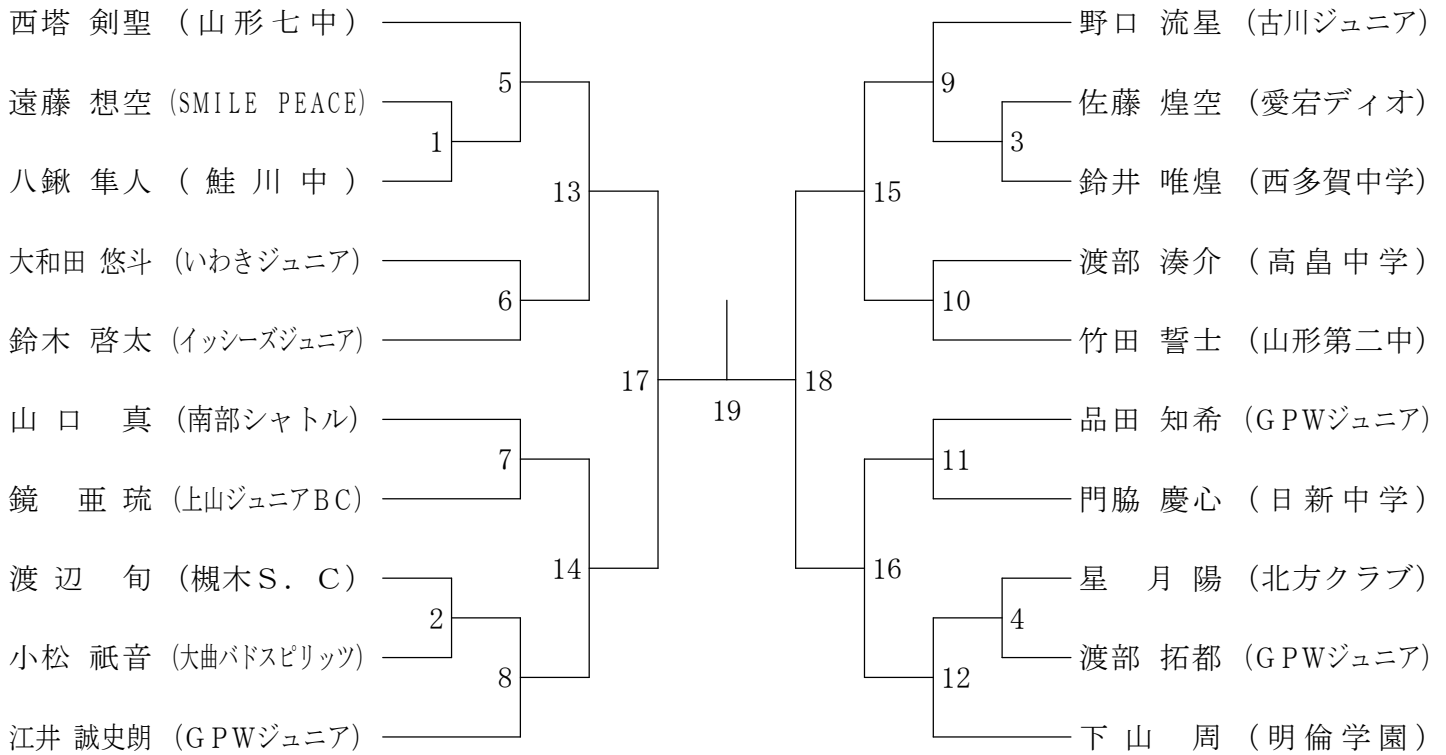 西塔 剣聖 (山形七中)
遠藤 想空 (SMILE PEACE)
八鍬 隼人 (鮭川中)
大和田 悠斗 (いわきジュニア)
鈴木 啓太 (イッシーズジュニア)
山口 真 (南部シャトル)
鏡 亜琉 (上山ジュニアBC)
渡辺 旬 (槻木S.C)
小松 祇音 (大曲バドスピリッツ)
江井 誠史朗 (GPWジュニア)
5
1
13
6
17
7
14
2
8
19
9
3
15
10
18
11
16
4
12
野口 流星 (古川ジュニア)
佐藤 煌空 (愛宕ディオ)
鈴井 唯煌 (西多賀中学)
渡部 湊介 (高畠中学)
竹田 誓士 (山形第二中)
品田 知希 (GPWジュニア)
門脇 慶心 (日新中学)
星 月陽 (北方クラブ)
渡部 拓都 (GPWジュニア)
下山 周 (明倫学園)